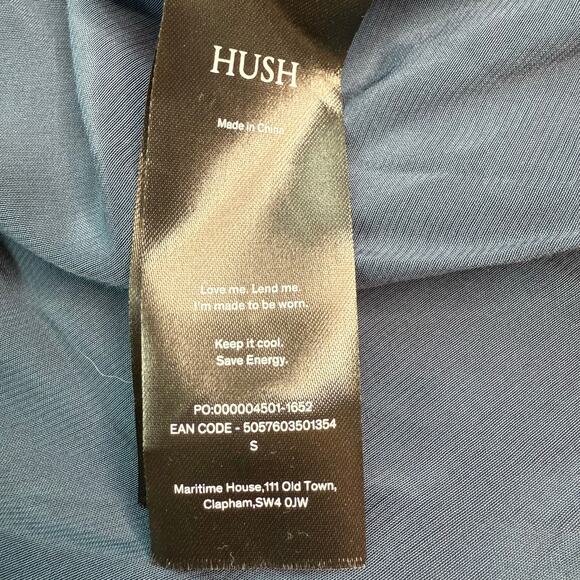 HUSH
Made in China
Love me. Lend me.
I'm made to be worn.
Keep it cool.
Save Energy.
PO:000004501-1652
EAN CODE - 5057603501354
S
Maritime House,111 Old Town,
Clapham,SW4 0JW